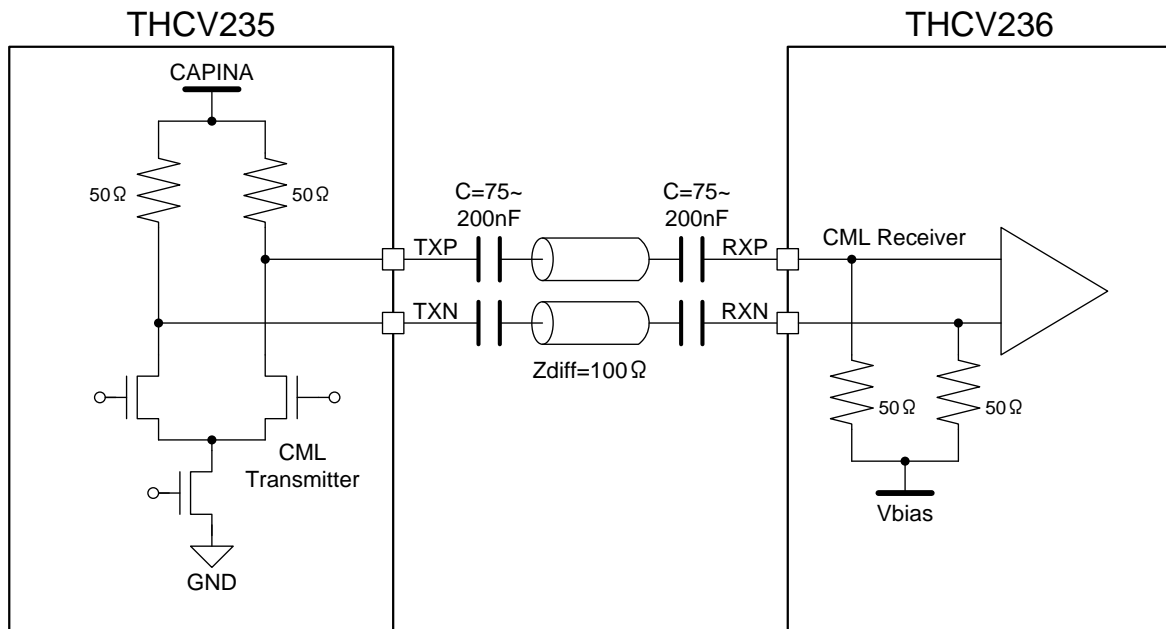 THCV235
THCV236
CAPINA
50Ω
50Ω
C=75~
200nF
C=75~
200nF
TXP
RXP
CML Receiver
TXN
RXN
Zdiff=100Ω
50Ω
50Ω
CML
Transmitter
Vbias
GND